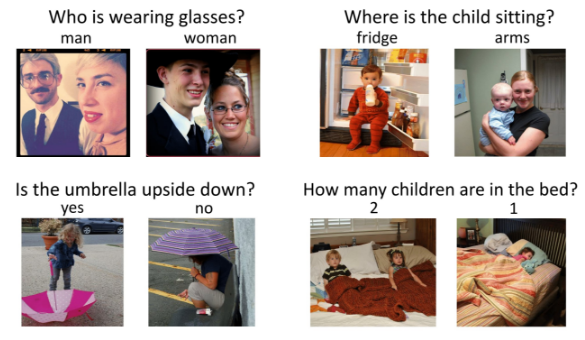 Who is wearing glasses?
man woman
Where is the child sitting?
fridge arms
Is the umbrella upside down?
yes no
How many children are in the bed?
2 1